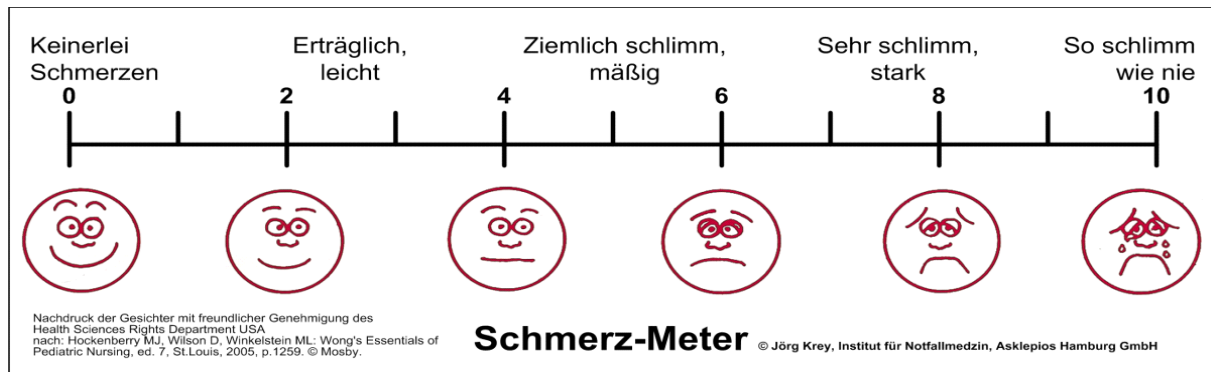 Keinerlei
Schmerzen
Erträglich,
leicht
Ziemlich schlimm,
mäßig
Sehr schlimm,
stark
So schlimm
wie nie
0 2 4 6 8 10
Nachdruck der Gesichter mit freundlicher Genehmigung des
Health Sciences Rights Department USA
nach: Hockenberry MJ, Wilson D, Winkelstein ML: Wong's Essentials of
Pediatric Nursing, ed. 7, St.Louis, 2005, p.1259. © Mosby.
Schmerz-Meter © Jörg Krey, Institut für Notfallmedzin, Asklepios Hamburg GmbH